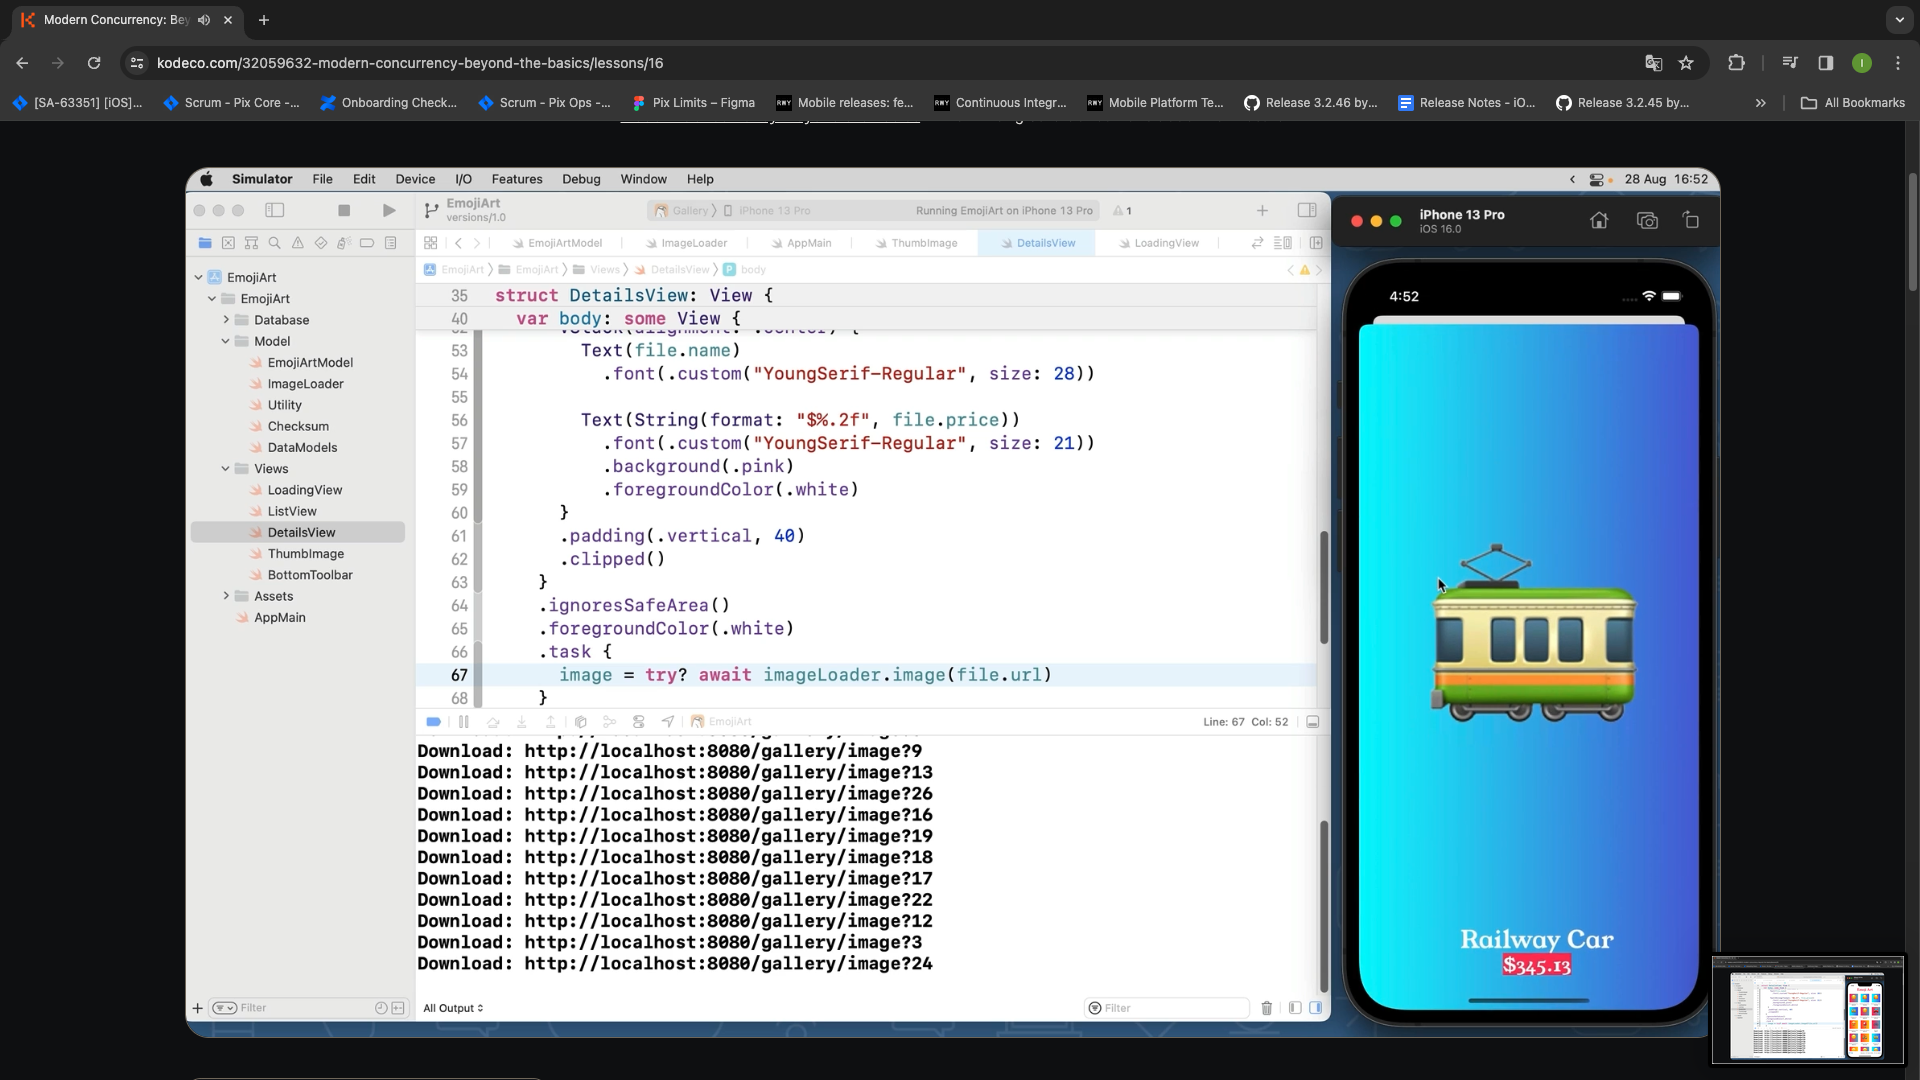 Modern Concurrency: Bey
kodeco.com/32059632-modern-concurrency-beyond-the-basics/lessons/16
I
[SA-63351] [iOS]...
Scrum - Pix Core -...
Onboarding Check...
Scrum - Pix Ops -...
Pix Limits – Figma
Mobile releases: fe...
Continuous Integr...
Mobile Platform Te...
Release 3.2.46 by...
Release Notes - iO...
Release 3.2.45 by...
All Bookmarks
Simulator
File
Edit
Device
I/O
Features
Debug
Window
Help
28 Aug 16:52
EmojiArt
versions/1.0
Gallery
iPhone 13 Pro
Running EmojiArt on iPhone 13 Pro
1
iPhone 13 Pro
iOS 16.0
EmojiArtModel
ImageLoader
AppMain
ThumbImage
DetailsView
LoadingView
EmojiArt
EmojiArt
Views
DetailsView
body
EmojiArt
EmojiArt
Database
Model
EmojiArtModel
ImageLoader
Utility
Checksum
DataModels
Views
LoadingView
ListView
DetailsView
ThumbImage
BottomToolbar
Assets
AppMain
Filter
35 struct DetailsView: View {
40 var body: some View {
53 Text(file.name)
54 .font(.custom("YoungSerif-Regular", size: 28))
55
56 Text(String(format: "$%.2f", file.price))
57 .font(.custom("YoungSerif-Regular", size: 21))
58 .background(.pink)
59 .foregroundColor(.white)
60 }
61 .padding(.vertical, 40)
62 .clipped()
63 }
64 .ignoresSafeArea()
65 .foregroundColor(.white)
66 .task {
67 image = try? await imageLoader.image(file.url)
68 }
EmojiArt
Line: 67 Col: 52
Download: http://localhost:8080/gallery/image?9
Download: http://localhost:8080/gallery/image?13
Download: http://localhost:8080/gallery/image?26
Download: http://localhost:8080/gallery/image?16
Download: http://localhost:8080/gallery/image?19
Download: http://localhost:8080/gallery/image?18
Download: http://localhost:8080/gallery/image?17
Download: http://localhost:8080/gallery/image?22
Download: http://localhost:8080/gallery/image?12
Download: http://localhost:8080/gallery/image?3
Download: http://localhost:8080/gallery/image?24
All Output
Filter
4:52
Railway Car
$345.13